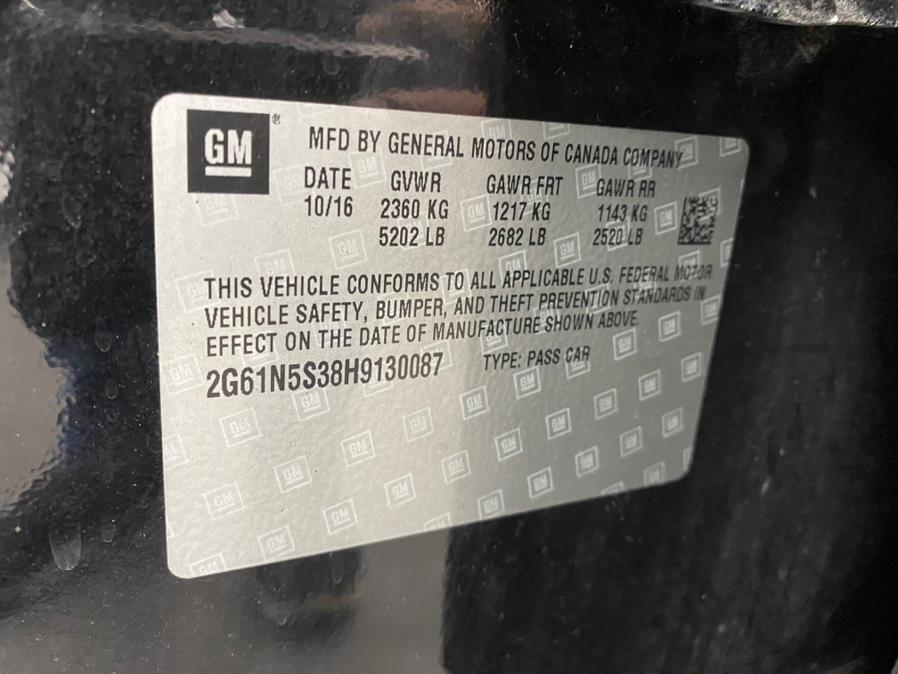 GM
MFD BY GENERAL MOTORS OF CANADA COMPANY
DATE GVWR GAWR FRT GAWR RR
10/16 2360 KG 1217 KG 1143 KG
5202 LB 2682 LB 2520 LB
THIS VEHICLE CONFORMS TO ALL APPLICABLE U.S. FEDERAL MOTOR
VEHICLE SAFETY, BUMPER, AND THEFT PREVENTION STANDARDS IN
EFFECT ON THE DATE OF MANUFACTURE SHOWN ABOVE.
2G61N5S38H9130087 TYPE: PASS CAR